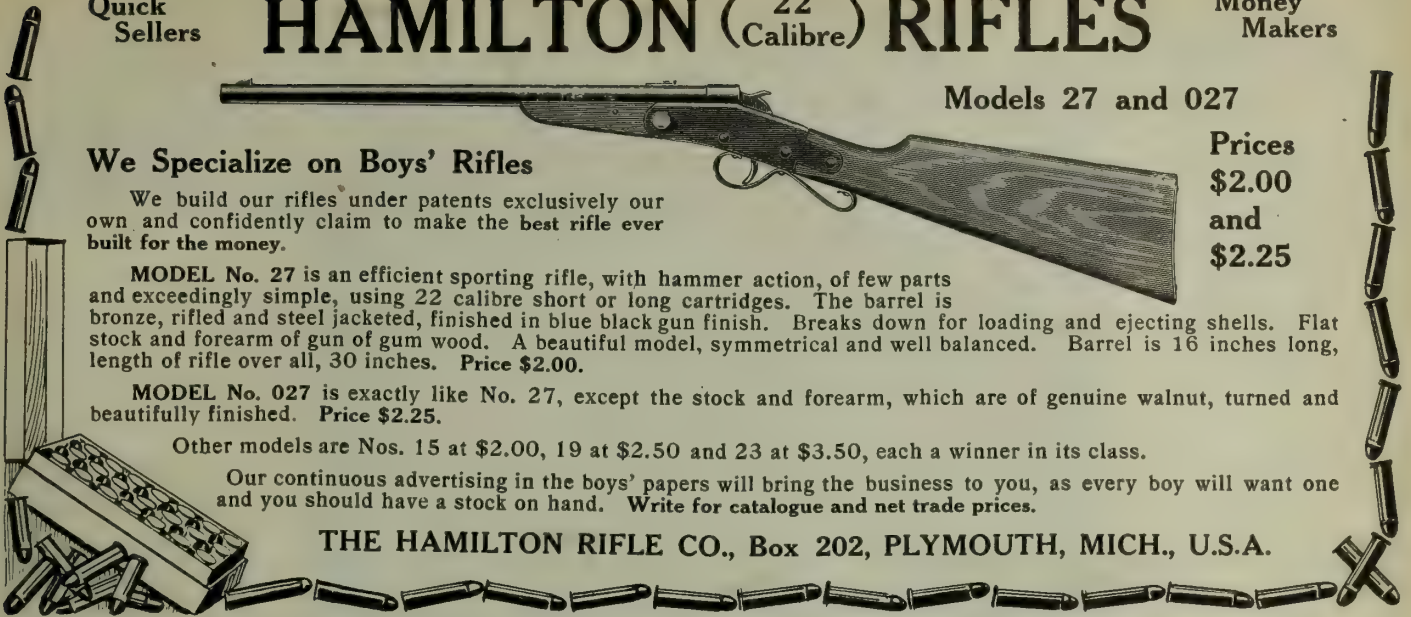 Quick
Sellers
HAMILTON (22 Calibre) RIFLES
Money
Makers
Models 27 and 027
Prices
$2.00
and
$2.25
We Specialize on Boys' Rifles
We build our rifles under patents exclusively our
own and confidently claim to make the best rifle ever
built for the money.
MODEL No. 27 is an efficient sporting rifle, with hammer action, of few parts
and exceedingly simple, using 22 calibre short or long cartridges. The barrel is
bronze, rifled and steel jacketed, finished in blue black gun finish. Breaks down for loading and ejecting shells. Flat
stock and forearm of gun of gum wood. A beautiful model, symmetrical and well balanced. Barrel is 16 inches long,
length of rifle over all, 30 inches. Price $2.00.
MODEL No. 027 is exactly like No. 27, except the stock and forearm, which are of genuine walnut, turned and
beautifully finished. Price $2.25.
Other models are Nos. 15 at $2.00, 19 at $2.50 and 23 at $3.50, each a winner in its class.
Our continuous advertising in the boys' papers will bring the business to you, as every boy will want one
and you should have a stock on hand. Write for catalogue and net trade prices.
THE HAMILTON RIFLE CO., Box 202, PLYMOUTH, MICH., U.S.A.